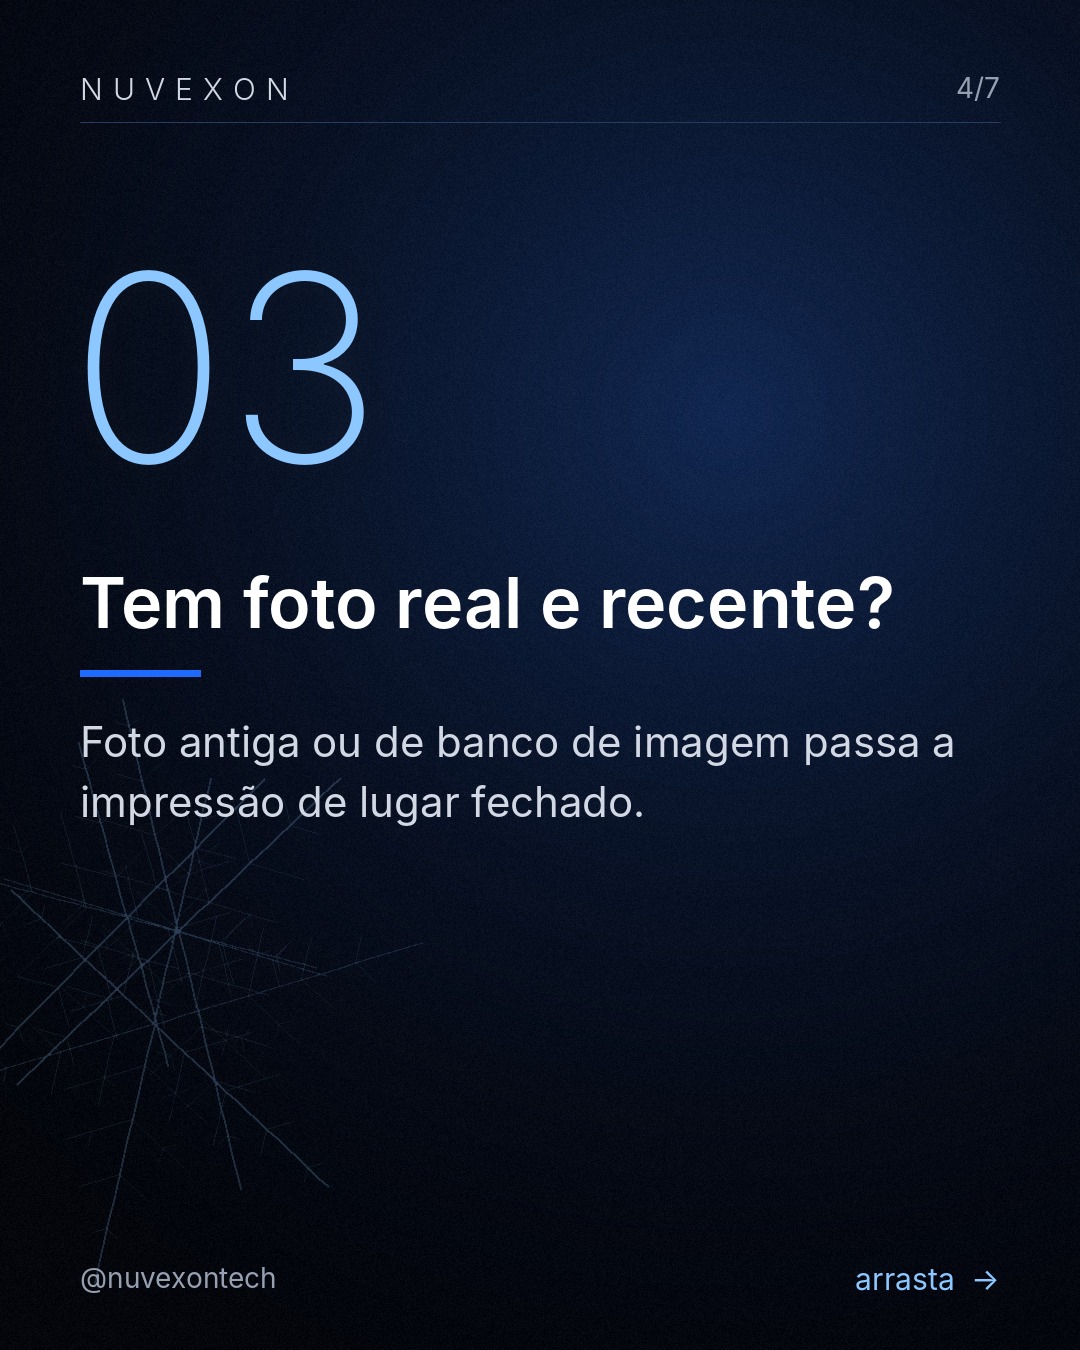 NUVEXON
4/7
03
Tem foto real e recente?
Foto antiga ou de banco de imagem passa a
impressão de lugar fechado.
@nuvexontech
arrasta →